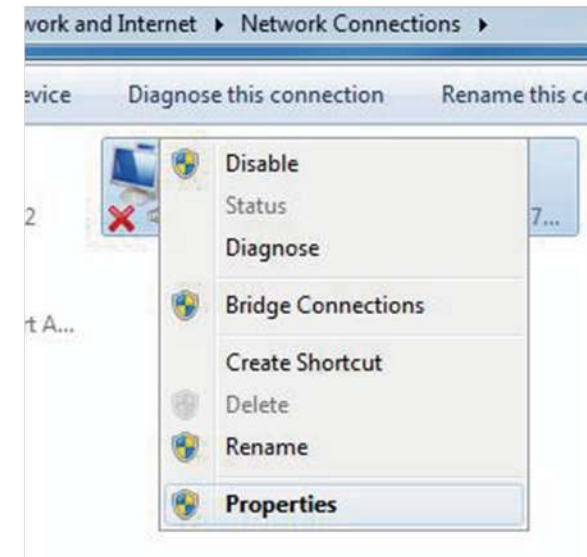 work and Internet ▸ Network Connections ▸
evice Diagnose this connection Rename this c
Disable
2 Status 7...
Diagnose
Bridge Connections
t A...
Create Shortcut
Delete
Rename
Properties